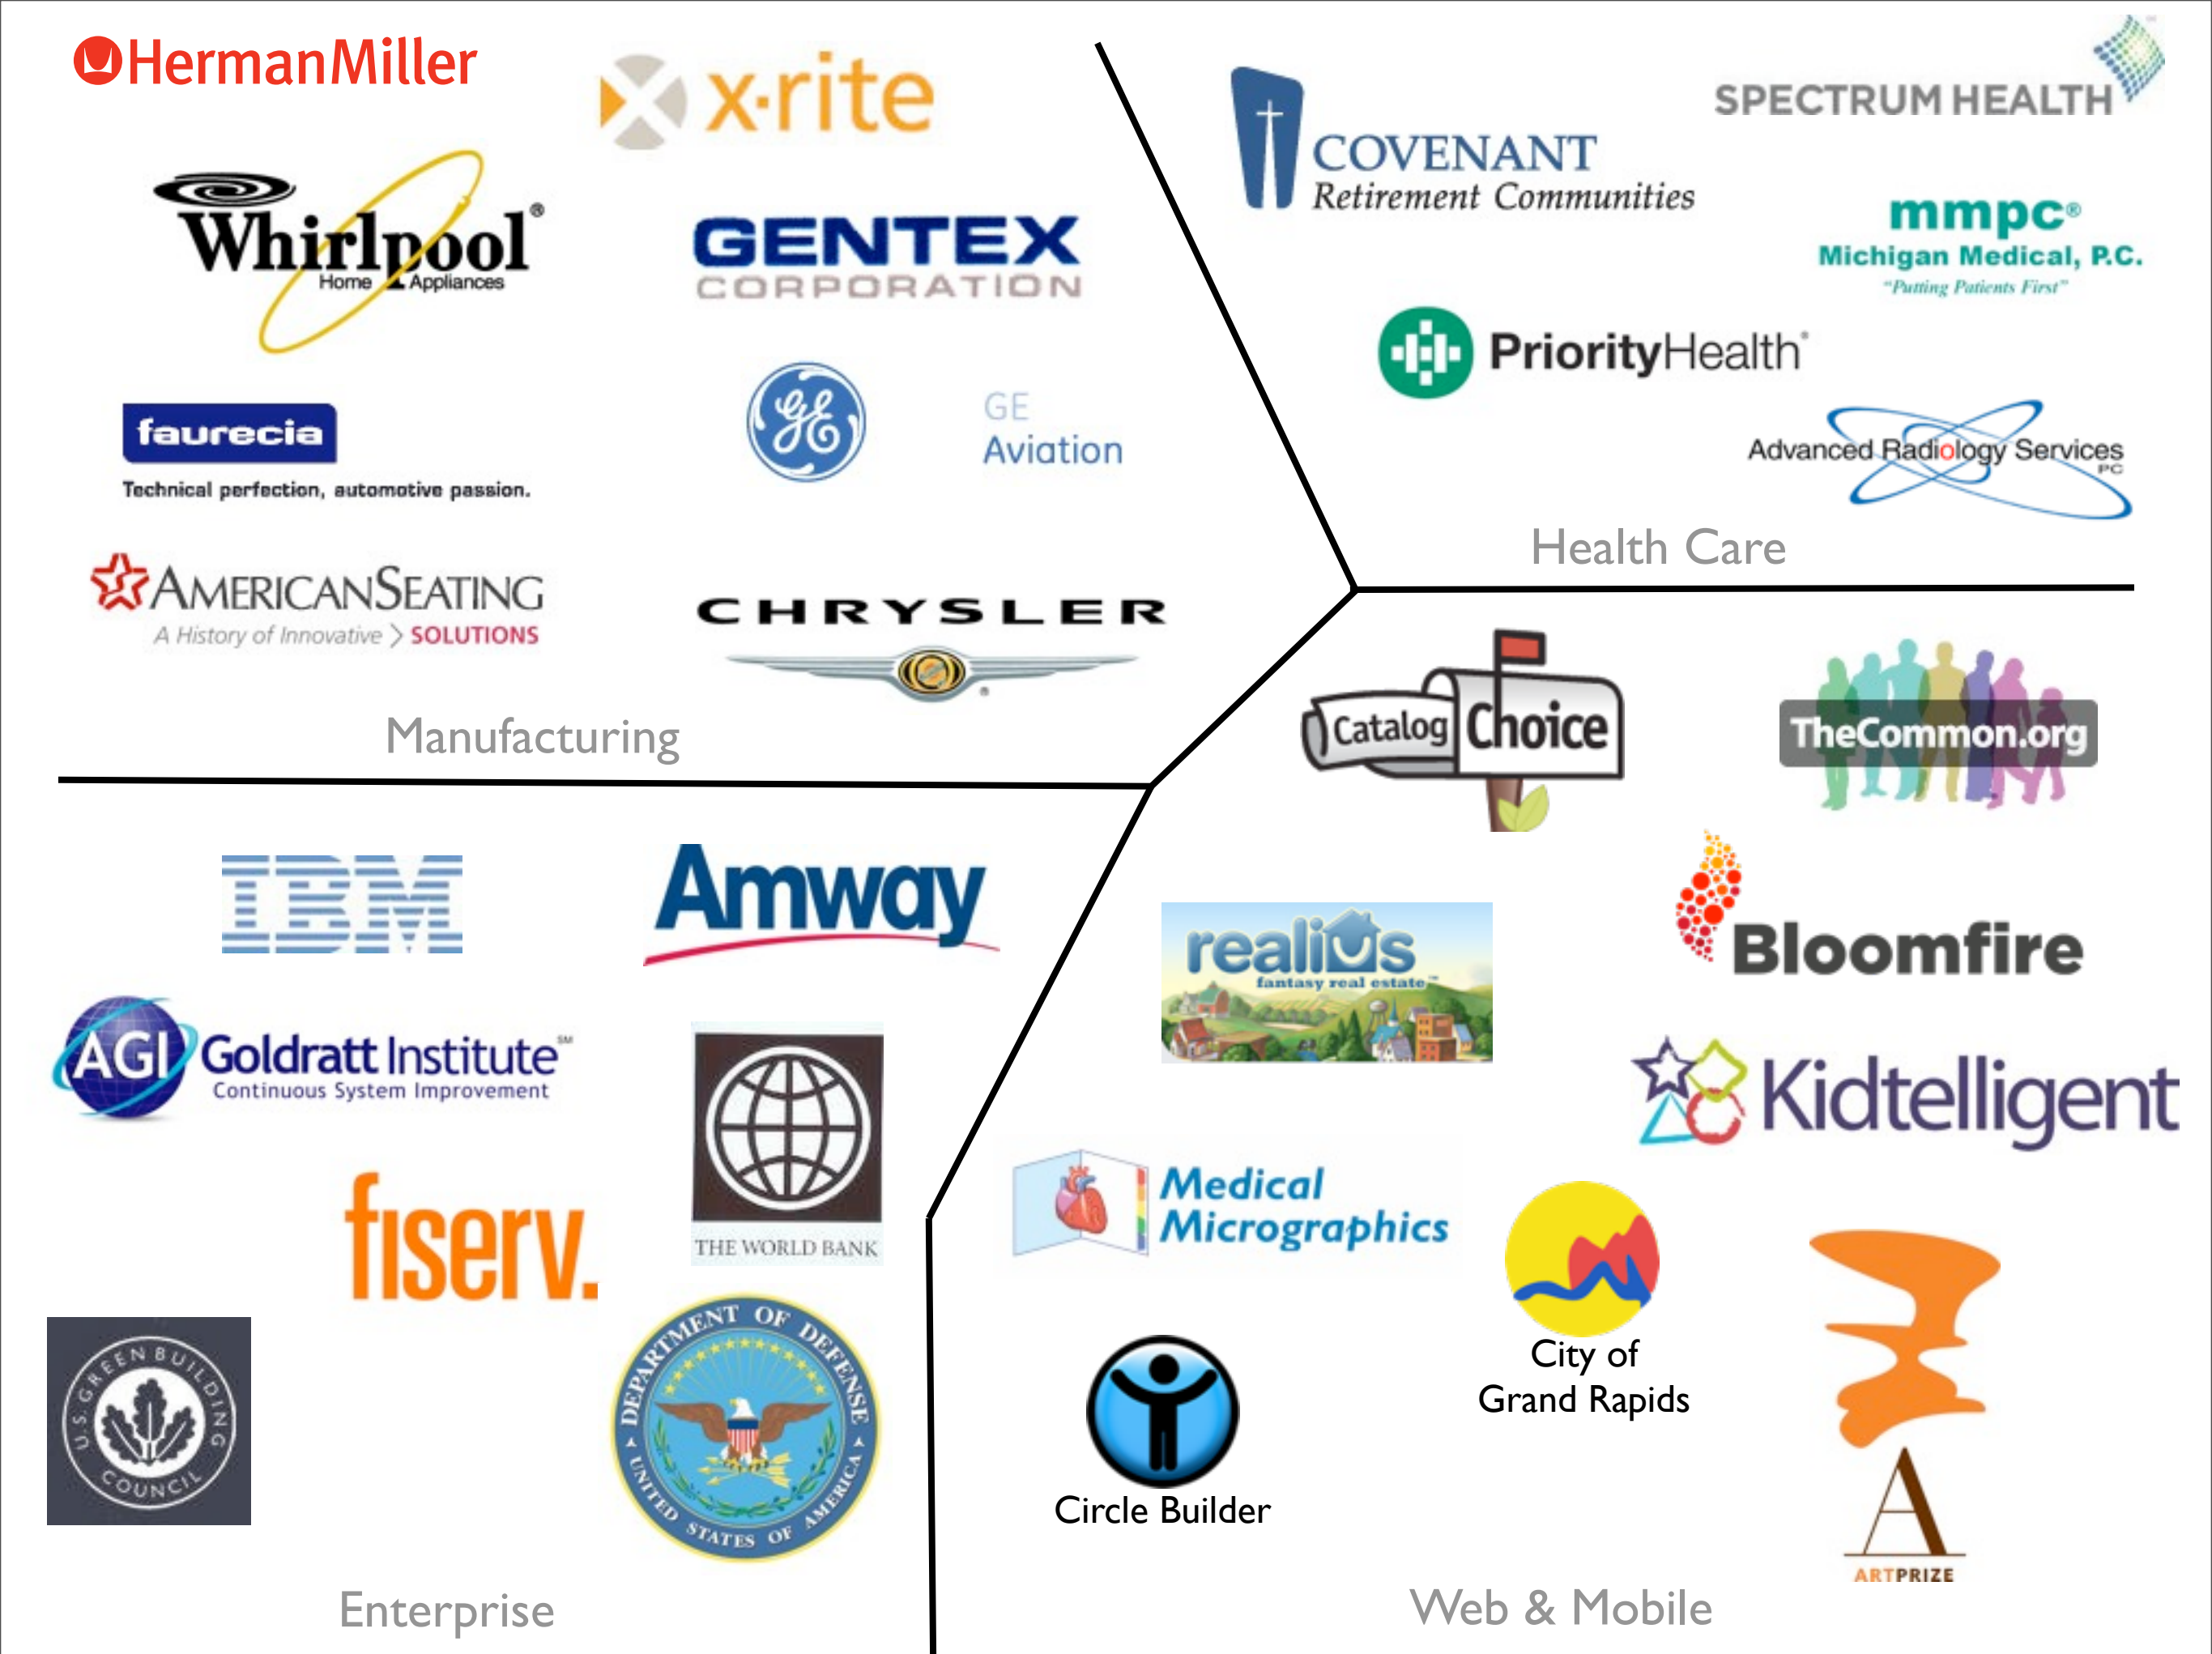 HermanMiller
x·rite
Whirlpool®
Home Appliances
GENTEX
CORPORATION
faurecia
Technical perfection, automotive passion.
GE
GE
Aviation
AMERICANSEATING
A History of Innovative > SOLUTIONS
CHRYSLER
®
Manufacturing
COVENANT
Retirement Communities
SPECTRUM HEALTH
mmpc®
Michigan Medical, P.C.
"Putting Patients First"
PriorityHealth®
Advanced Radiology Services
PC
Health Care
IBM
Amway
AGI Goldratt Institute℠
Continuous System Improvement
THE WORLD BANK
fiserv.
U.S. GREEN BUILDING COUNCIL
DEPARTMENT OF DEFENSE
UNITED STATES OF AMERICA
Enterprise
Catalog Choice
TheCommon.org
realius
fantasy real estate™
Bloomfire
Kidtelligent
Medical
Micrographics
City of
Grand Rapids
Circle Builder
A
ARTPRIZE
Web & Mobile